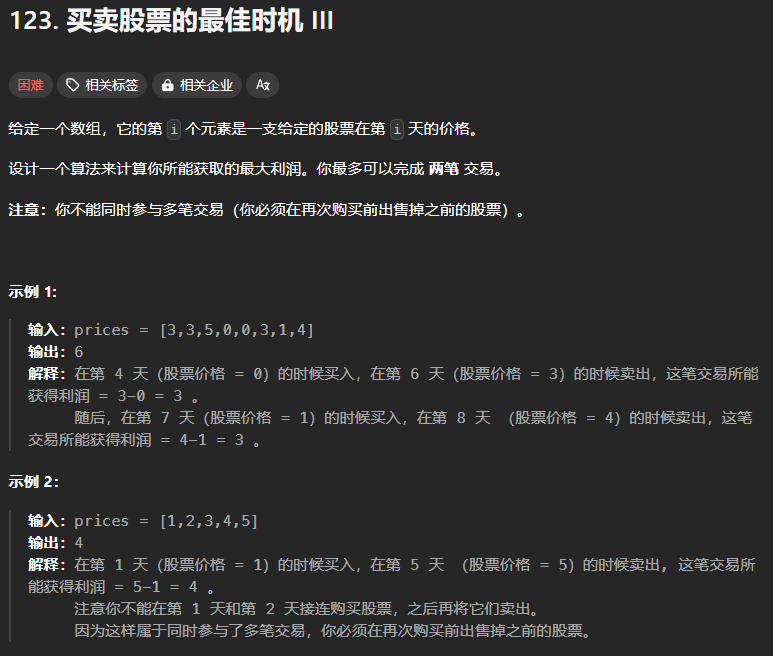 123. 买卖股票的最佳时机 III
困难 相关标签 相关企业 Ax
给定一个数组，它的第 i 个元素是一支给定的股票在第 i 天的价格。
设计一个算法来计算你所能获取的最大利润。你最多可以完成 两笔 交易。
注意：你不能同时参与多笔交易（你必须在再次购买前出售掉之前的股票）。
示例 1:
输入：prices = [3,3,5,0,0,3,1,4]
输出：6
解释：在第 4 天（股票价格 = 0）的时候买入，在第 6 天（股票价格 = 3）的时候卖出，这笔交易所能
获得利润 = 3-0 = 3 。
随后，在第 7 天（股票价格 = 1）的时候买入，在第 8 天 （股票价格 = 4）的时候卖出，这笔
交易所能获得利润 = 4-1 = 3 。
示例 2:
输入：prices = [1,2,3,4,5]
输出：4
解释：在第 1 天（股票价格 = 1）的时候买入，在第 5 天 （股票价格 = 5）的时候卖出, 这笔交易所
能获得利润 = 5-1 = 4 。
注意你不能在第 1 天和第 2 天接连购买股票，之后再将它们卖出。
因为这样属于同时参与了多笔交易，你必须在再次购买前出售掉之前的股票。